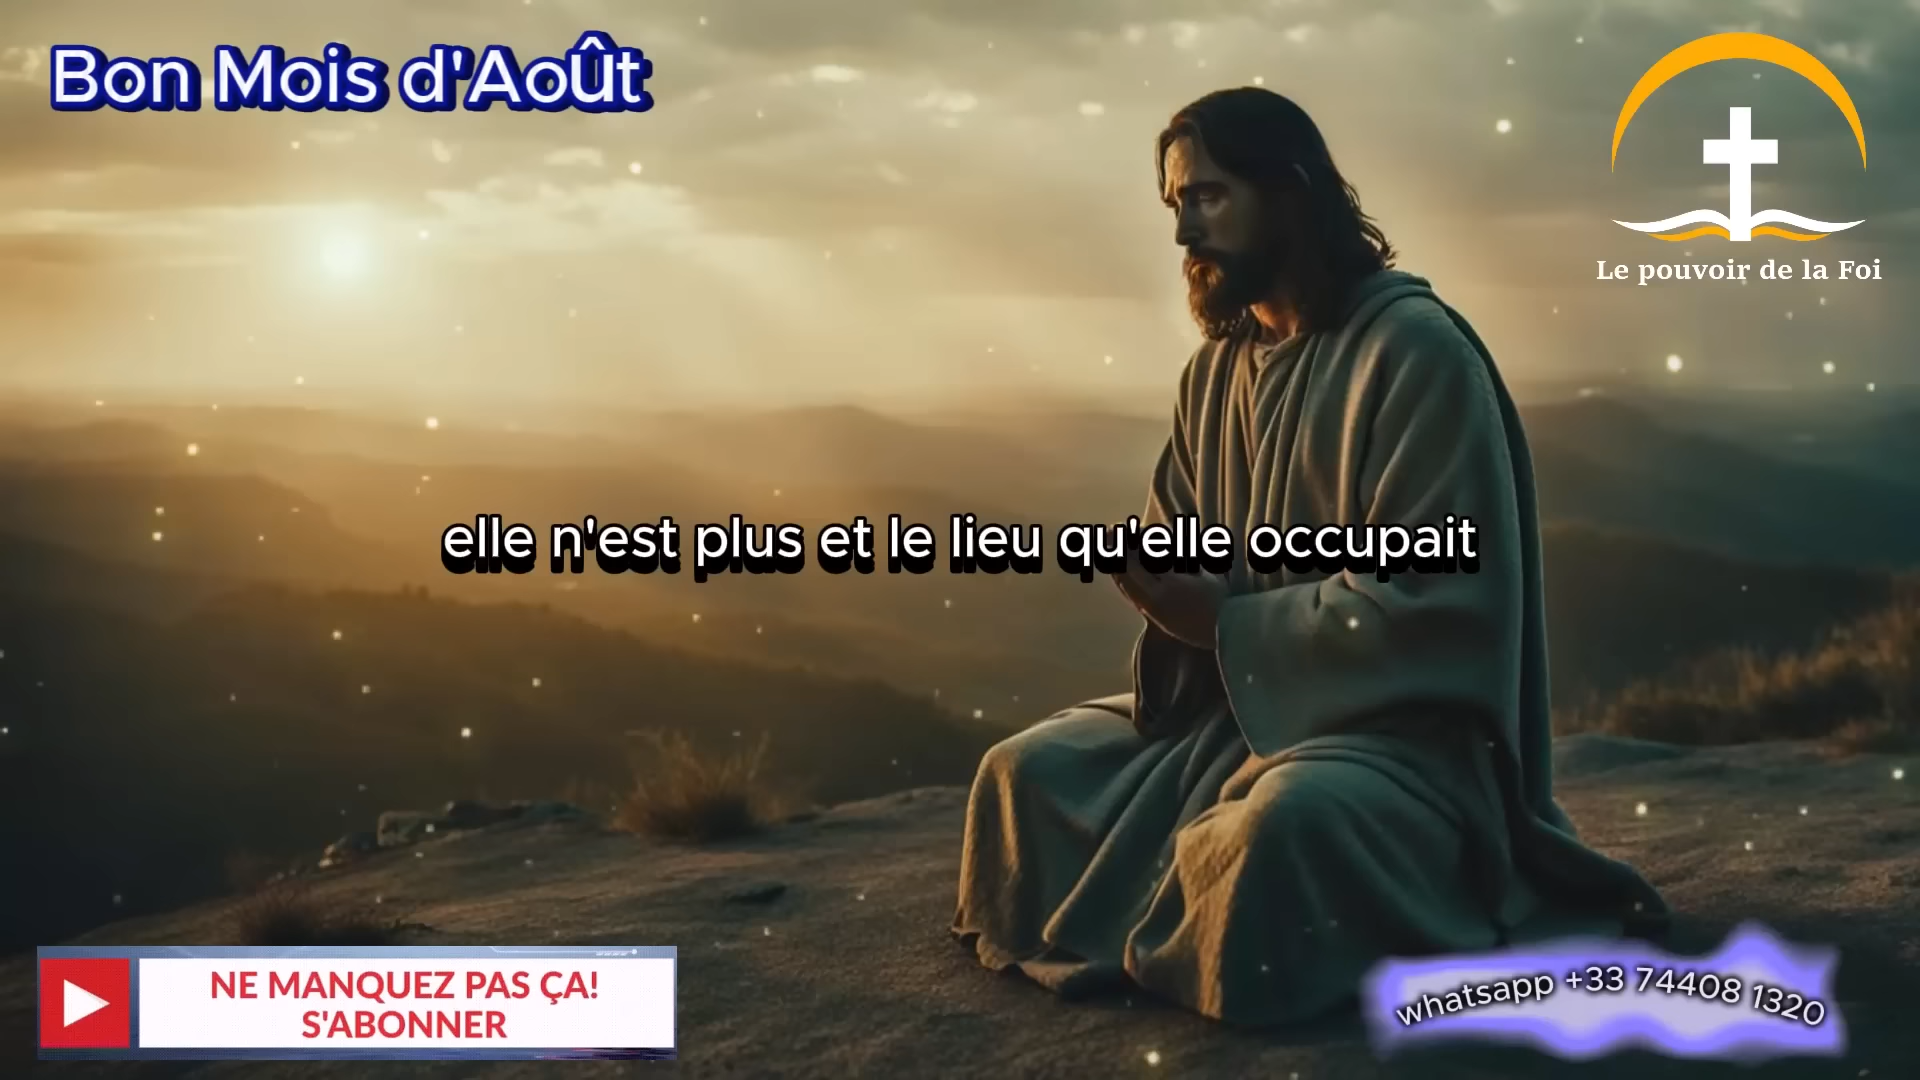 Bon Mois d'Août
Le pouvoir de la Foi
elle n'est plus et le lieu qu'elle occupait
NE MANQUEZ PAS ÇA!
S'ABONNER
whatsapp +33 74408 1320